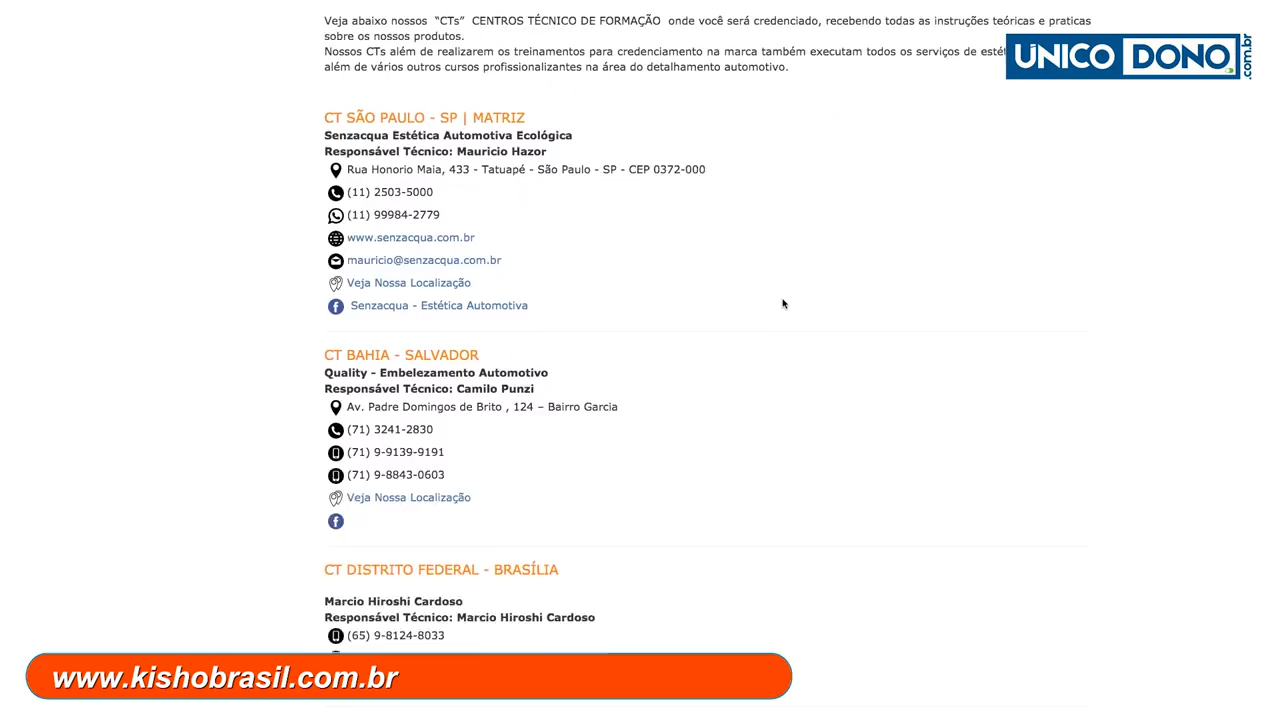 Veja abaixo nossos “CTs” CENTROS TÉCNICO DE FORMAÇÃO onde você será credenciado, recebendo todas as instruções teóricas e praticas
sobre os nossos produtos.
Nossos CTs além de realizarem os treinamentos para credenciamento na marca também executam todos os serviços de esté
além de vários outros cursos profissionalizantes na área do detalhamento automotivo.
ÚNICO DONO .com.br
CT SÃO PAULO - SP | MATRIZ
Senzacqua Estética Automotiva Ecológica
Responsável Técnico: Mauricio Hazor
Rua Honorio Maia, 433 - Tatuapé - São Paulo - SP - CEP 0372-000
(11) 2503-5000
(11) 99984-2779
www.senzacqua.com.br
mauricio@senzacqua.com.br
Veja Nossa Localização
Senzacqua - Estética Automotiva
CT BAHIA - SALVADOR
Quality - Embelezamento Automotivo
Responsável Técnico: Camilo Punzi
Av. Padre Domingos de Brito , 124 – Bairro Garcia
(71) 3241-2830
(71) 9-9139-9191
(71) 9-8843-0603
Veja Nossa Localização
CT DISTRITO FEDERAL - BRASÍLIA
Marcio Hiroshi Cardoso
Responsável Técnico: Marcio Hiroshi Cardoso
(65) 9-8124-8033
www.kishobrasil.com.br